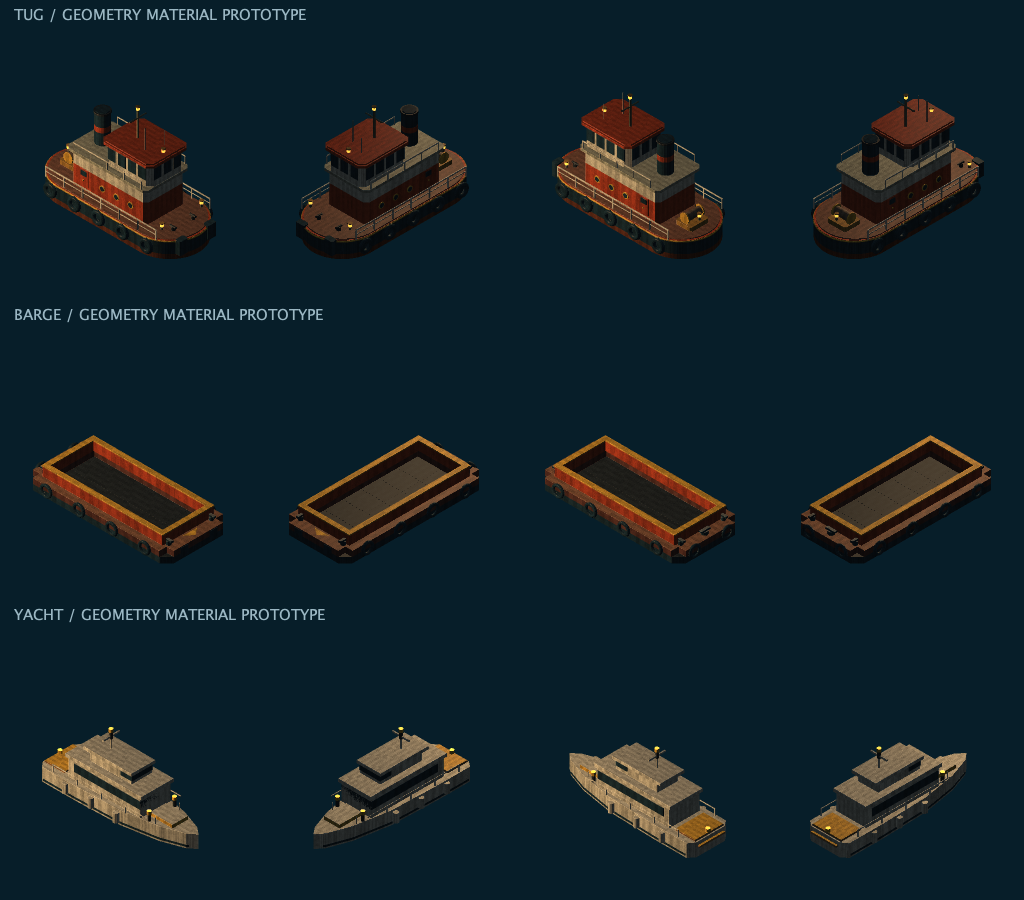 TUG / GEOMETRY MATERIAL PROTOTYPE
BARGE / GEOMETRY MATERIAL PROTOTYPE
YACHT / GEOMETRY MATERIAL PROTOTYPE